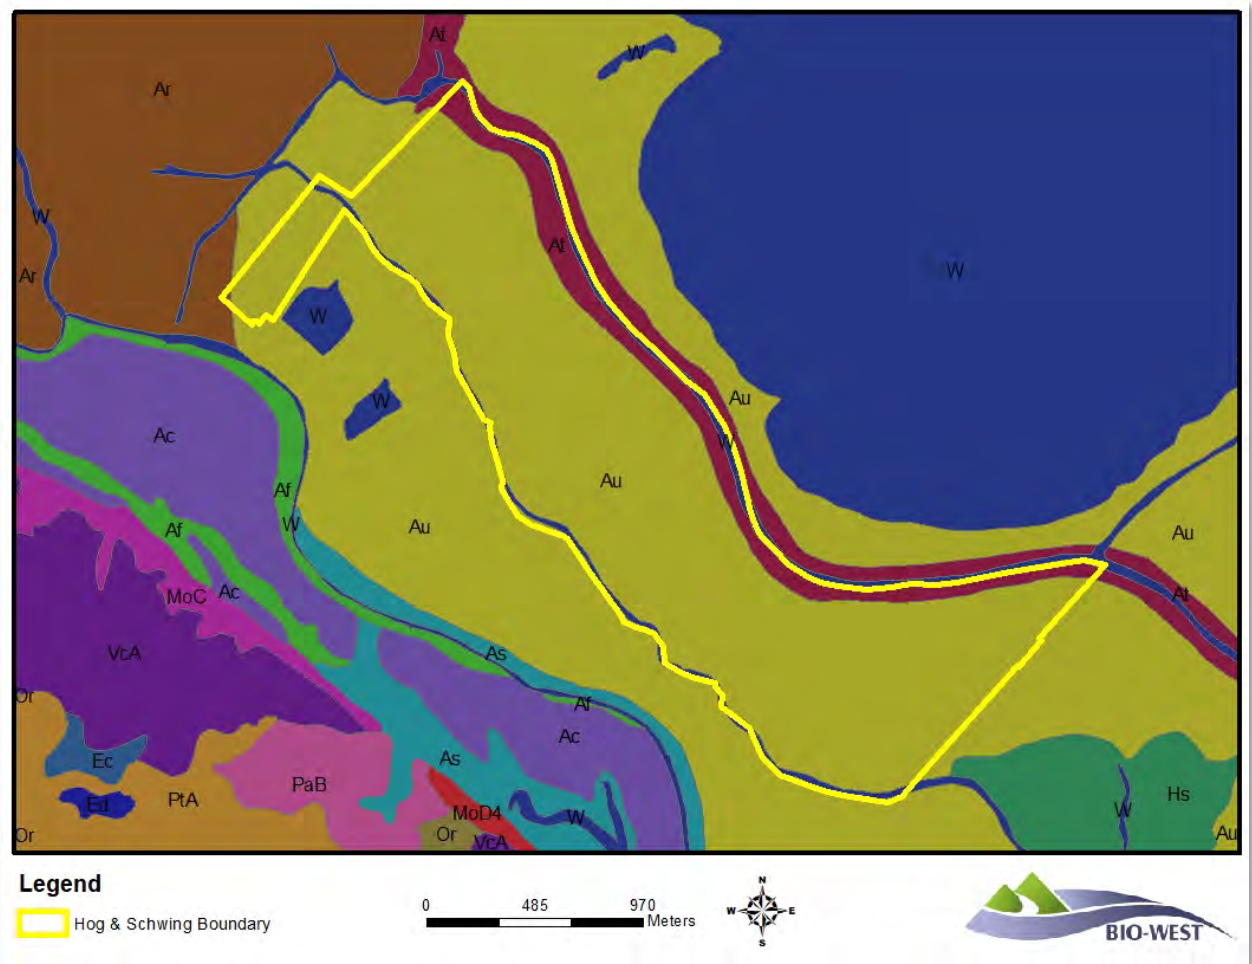 At
W
Ar
W
At
W
Ar
W
W
Au
Ac
W
Au
Af
W
Au
Af
Au
MoC
Ac
At
VcA
As
Or
Af
Ac
As
Ec
PaB
Hs
PtA
Ed
MoD4
W
W
Or
Or
VcA
Au
Legend
Hog & Schwing Boundary
0 485 970
Meters
N
W E
S
BIO-WEST